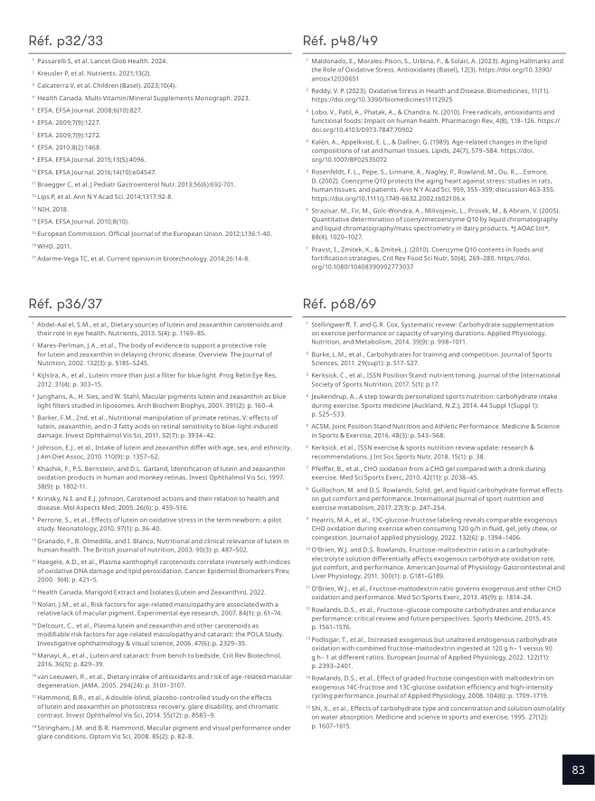 Réf. p32/33
1 Passarelli S, et al. Lancet Glob Health. 2024.
2 Kreusler P, et al. Nutrients. 2021;13(2).
3 Calcaterra V, et al. Children (Basel). 2023;10(4).
4 Health Canada. Multi-Vitamin/Mineral Supplements Monograph. 2023.
5 EFSA. EFSA Journal. 2008;6(10):827.
6 EFSA. 2009;7(9):1227.
7 EFSA. 2009;7(9):1272.
8 EFSA. 2010;8(2):1468.
9 EFSA. 2015;13(5):4096.
10 EFSA. 2016;14(10):e04547.
11 Braegger C, et al. J Pediatr Gastroenterol Nutr. 2013;56(6):692-701.
12 Lips P, et al. Ann N Y Acad Sci. 2014;1317:92-8.
13 NIH. 2018.
14 EFSA. EFSA Journal. 2010;8(10).
15 European Commission. Official Journal of the European Union. 2012;L136:1-40.
16 WHO. 2011.
17 Adarme-Vega TC, et al. Current opinion in biotechnology. 2014;26:14-8.
Réf. p48/49
1 Maldonado, E., Morales-Pison, S., Urbina, F., & Solari, A. (2023). Aging Hallmarks and
the Role of Oxidative Stress. Antioxidants (Basel), 12(3). https://doi.org/10.3390/
antiox12030651
2 Reddy, V. P. (2023). Oxidative Stress in Health and Disease. Biomedicines, 11(11).
https://doi.org/10.3390/biomedicines11112925
3 Lobo, V., Patil, A., Phatak, A., & Chandra, N. (2010). Free radicals, antioxidants and
functional foods: Impact on human health. Pharmacogn Rev, 4(8), 118-126. https://
doi.org/10.4103/0973-7847.70902
4 Kalén, A., Appelkvist, E. L., & Dallner, G. (1989). Age-related changes in the lipid
compositions of rat and human tissues. Lipids, 24(7), 579-584. https://doi.
org/10.1007/BF02535072
5 Rosenfeldt, F. L., Pepe, S., Linnane, A., Nagley, P., Rowland, M., Ou, R.,...Esmore,
D. (2002). Coenzyme Q10 protects the aging heart against stress: studies in rats,
human tissues, and patients. Ann N Y Acad Sci, 959, 355-359; discussion 463-355.
https://doi.org/10.1111/j.1749-6632.2002.tb02106.x
6 Strazisar, M., Fir, M., Golc-Wondra, A., Milivojevic, L., Prosek, M., & Abram, V. (2005).
Quantitative determination of coenyzme Q10 by liquid chromatography
and liquid chromatography/mass spectrometry in dairy products. *J AOAC Int*,
88(4), 1020-1027.
7 Pravst, I., Zmitek, K., & Zmitek, J. (2010). Coenzyme Q10 contents in foods and
fortification strategies. Crit Rev Food Sci Nutr, 50(4), 269-280. https://doi.
org/10.1080/10408390902773037
Réf. p36/37
1 Abdel-Aal el, S.M., et al., Dietary sources of lutein and zeaxanthin carotenoids and
their role in eye health. Nutrients, 2013. 5(4): p. 1169-85.
2 Mares-Perlman, J.A., et al., The body of evidence to support a protective role
for lutein and zeaxanthin in delaying chronic disease. Overview. The Journal of
Nutrition, 2002. 132(3): p. 518S-524S.
3 Kijlstra, A., et al., Lutein: more than just a filter for blue light. Prog Retin Eye Res,
2012. 31(4): p. 303-15.
4 Junghans, A., H. Sies, and W. Stahl, Macular pigments lutein and zeaxanthin as blue
light filters studied in liposomes. Arch Biochem Biophys, 2001. 391(2): p. 160-4.
5 Barker, F.M., 2nd, et al., Nutritional manipulation of primate retinas, V: effects of
lutein, zeaxanthin, and n-3 fatty acids on retinal sensitivity to blue-light-induced
damage. Invest Ophthalmol Vis Sci, 2011. 52(7): p. 3934-42.
6 Johnson, E.J., et al., Intake of lutein and zeaxanthin differ with age, sex, and ethnicity.
J Am Diet Assoc, 2010. 110(9): p. 1357-62.
7 Khachik, F., P.S. Bernstein, and D.L. Garland, Identification of lutein and zeaxanthin
oxidation products in human and monkey retinas. Invest Ophthalmol Vis Sci, 1997.
38(9): p. 1802-11.
8 Krinsky, N.I. and E.J. Johnson, Carotenoid actions and their relation to health and
disease. Mol Aspects Med, 2005. 26(6): p. 459-516.
9 Perrone, S., et al., Effects of lutein on oxidative stress in the term newborn: a pilot
study. Neonatology, 2010. 97(1): p. 36-40.
10 Granado, F., B. Olmedilla, and I. Blanco, Nutritional and clinical relevance of lutein in
human health. The British journal of nutrition, 2003. 90(3): p. 487-502.
11 Haegele, A.D., et al., Plasma xanthophyll carotenoids correlate inversely with indices
of oxidative DNA damage and lipid peroxidation. Cancer Epidemiol Biomarkers Prev,
2000. 9(4): p. 421-5.
12 Health Canada, Marigold Extract and Isolates (Lutein and Zeaxanthin). 2022.
13 Nolan, J.M., et al., Risk factors for age-related maculopathy are associated with a
relative lack of macular pigment. Experimental eye research, 2007. 84(1): p. 61-74.
14 Delcourt, C., et al., Plasma lutein and zeaxanthin and other carotenoids as
modifiable risk factors for age-related maculopathy and cataract: the POLA Study.
Investigative ophthalmology & visual science, 2006. 47(6): p. 2329-35.
15 Manayi, A., et al., Lutein and cataract: from bench to bedside. Crit Rev Biotechnol,
2016. 36(5): p. 829-39.
16 van Leeuwen, R., et al., Dietary intake of antioxidants and risk of age-related macular
degeneration. JAMA, 2005. 294(24): p. 3101-3107.
17 Hammond, B.R., et al., A double-blind, placebo-controlled study on the effects
of lutein and zeaxanthin on photostress recovery, glare disability, and chromatic
contrast. Invest Ophthalmol Vis Sci, 2014. 55(12): p. 8583-9.
18 Stringham, J.M. and B.R. Hammond, Macular pigment and visual performance under
glare conditions. Optom Vis Sci, 2008. 85(2): p. 82-8.
Réf. p68/69
1 Stellingwerff, T. and G.R. Cox, Systematic review: Carbohydrate supplementation
on exercise performance or capacity of varying durations. Applied Physiology,
Nutrition, and Metabolism, 2014. 39(9): p. 998-1011.
2 Burke, L.M., et al., Carbohydrates for training and competition. Journal of Sports
Sciences, 2011. 29(sup1): p. S17-S27.
3 Kerksick, C., et al., ISSN Position Stand: nutrient timing. Journal of the International
Society of Sports Nutrition, 2017. 5(1): p. 17.
4 Jeukendrup, A., A step towards personalized sports nutrition: carbohydrate intake
during exercise. Sports medicine (Auckland, N.Z.), 2014. 44 Suppl 1(Suppl 1):
p. S25-S33.
5 ACSM, Joint Position Stand Nutrition and Athletic Performance. Medicine & Science
in Sports & Exercise, 2016. 48(3): p. 543-568.
6 Kerksick, et al., ISSN exercise & sports nutrition review update: research &
recommendations. J Int Soc Sports Nutr, 2018. 15(1): p. 38.
7 Pfeiffer, B., et al., CHO oxidation from a CHO gel compared with a drink during
exercise. Med Sci Sports Exerc, 2010. 42(11): p. 2038-45.
8 Guillochon, M. and D.S. Rowlands, Solid, gel, and liquid carbohydrate format effects
on gut comfort and performance. International journal of sport nutrition and
exercise metabolism, 2017. 27(3): p. 247-254.
9 Hearris, M.A., et al., 13C-glucose-fructose labeling reveals comparable exogenous
CHO oxidation during exercise when consuming 120 g/h in fluid, gel, jelly chew, or
coingestion. Journal of applied physiology, 2022. 132(6): p. 1394-1406.
10 O'Brien, W.J. and D.S. Rowlands, Fructose-maltodextrin ratio in a carbohydrate-
electrolyte solution differentially affects exogenous carbohydrate oxidation rate,
gut comfort, and performance. American Journal of Physiology-Gastrointestinal and
Liver Physiology, 2011. 300(1): p. G181-G189.
11 O'Brien, W.J., et al., Fructose-maltodextrin ratio governs exogenous and other CHO
oxidation and performance. Med Sci Sports Exerc, 2013. 45(9): p. 1814-24.
12 Rowlands, D.S., et al., Fructose-glucose composite carbohydrates and endurance
performance: critical review and future perspectives. Sports Medicine, 2015. 45:
p. 1561-1576.
13 Podlogar, T., et al., Increased exogenous but unaltered endogenous carbohydrate
oxidation with combined fructose-maltodextrin ingested at 120 g h− 1 versus 90
g h− 1 at different ratios. European Journal of Applied Physiology, 2022. 122(11):
p. 2393-2401.
14 Rowlands, D.S., et al., Effect of graded fructose coingestion with maltodextrin on
exogenous 14C-fructose and 13C-glucose oxidation efficiency and high-intensity
cycling performance. Journal of Applied Physiology, 2008. 104(6): p. 1709-1719.
15 Shi, X., et al., Effects of carbohydrate type and concentration and solution osmolality
on water absorption. Medicine and science in sports and exercise, 1995. 27(12):
p. 1607-1615.
83